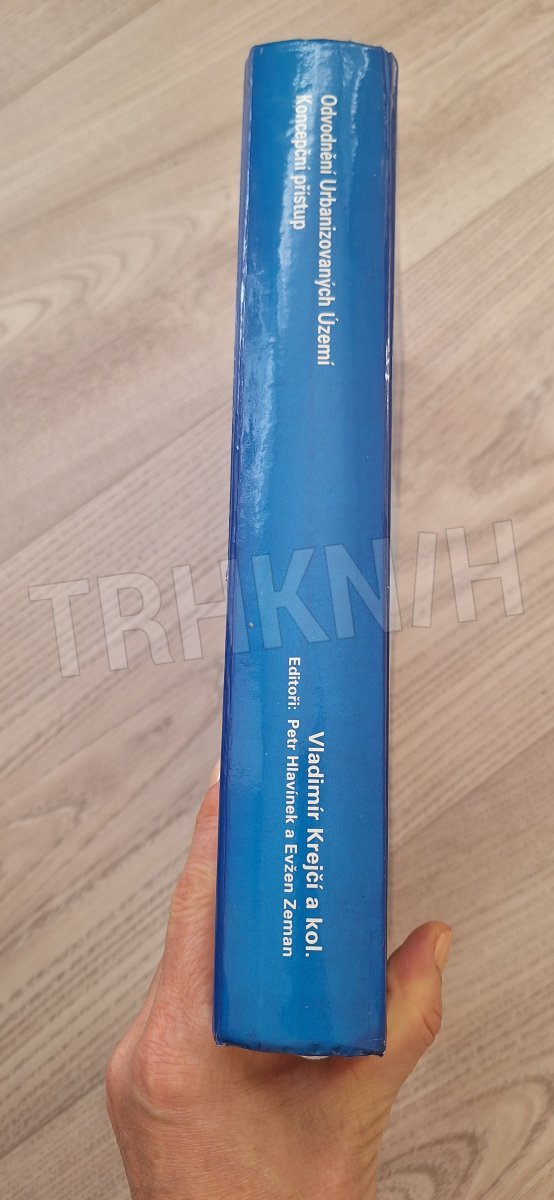 Odvodnění Urbanizovaných Území
Koncepční přístup
TRHKNIH
Vladimír Krejčí a kol.
Editoři: Petr Hlavínek a Evžen Zeman